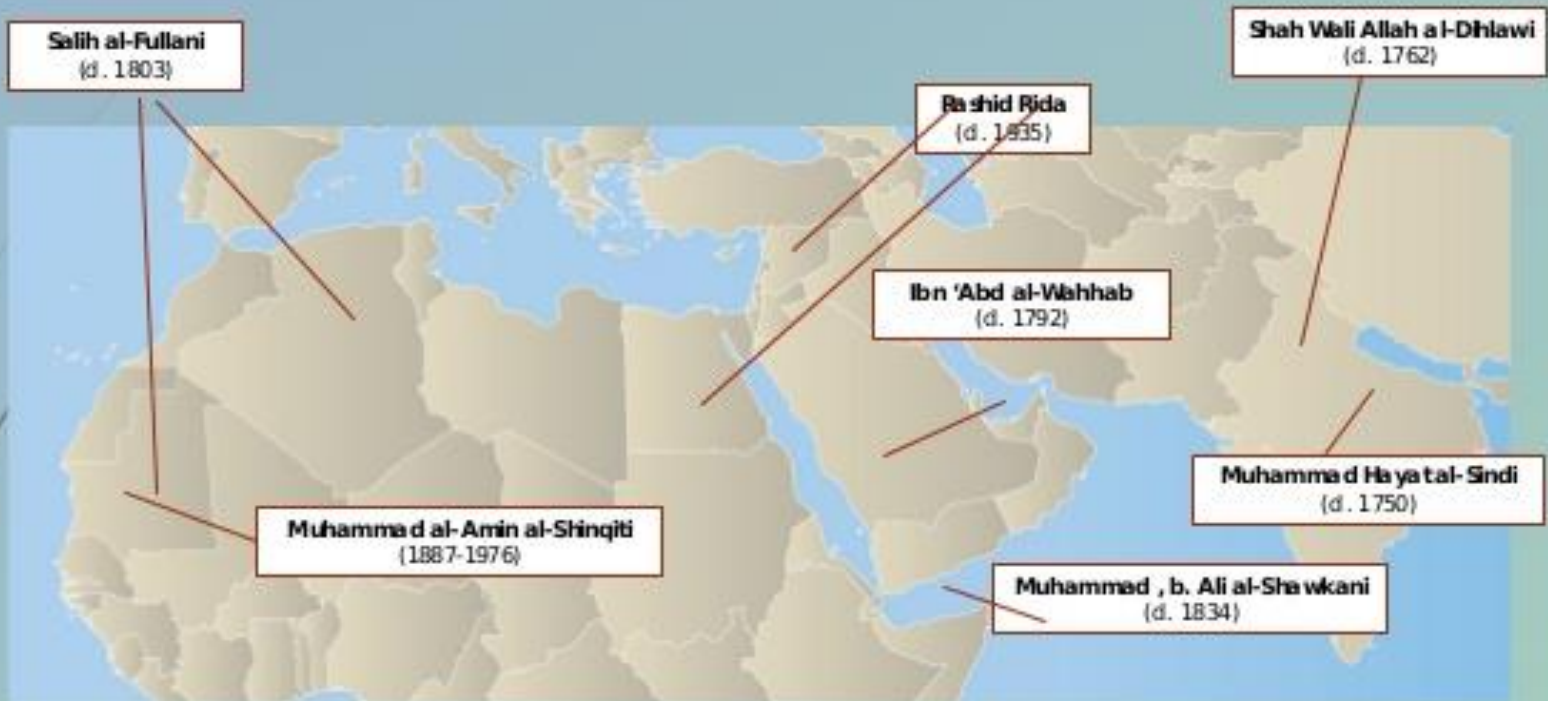 Salih al-Fullani
(d. 1803)
Shah Wali Allah al-Dihlawi
(d. 1762)
Rashid Rida
(d. 1935)
Ibn ‘Abd al-Wahhab
(d. 1792)
Muhammad Hayat al-Sindi
(d. 1750)
Muhammad al-Amin al-Shinqiti
(1887-1976)
Muhammad , b. Ali al-Shawkani
(d. 1834)